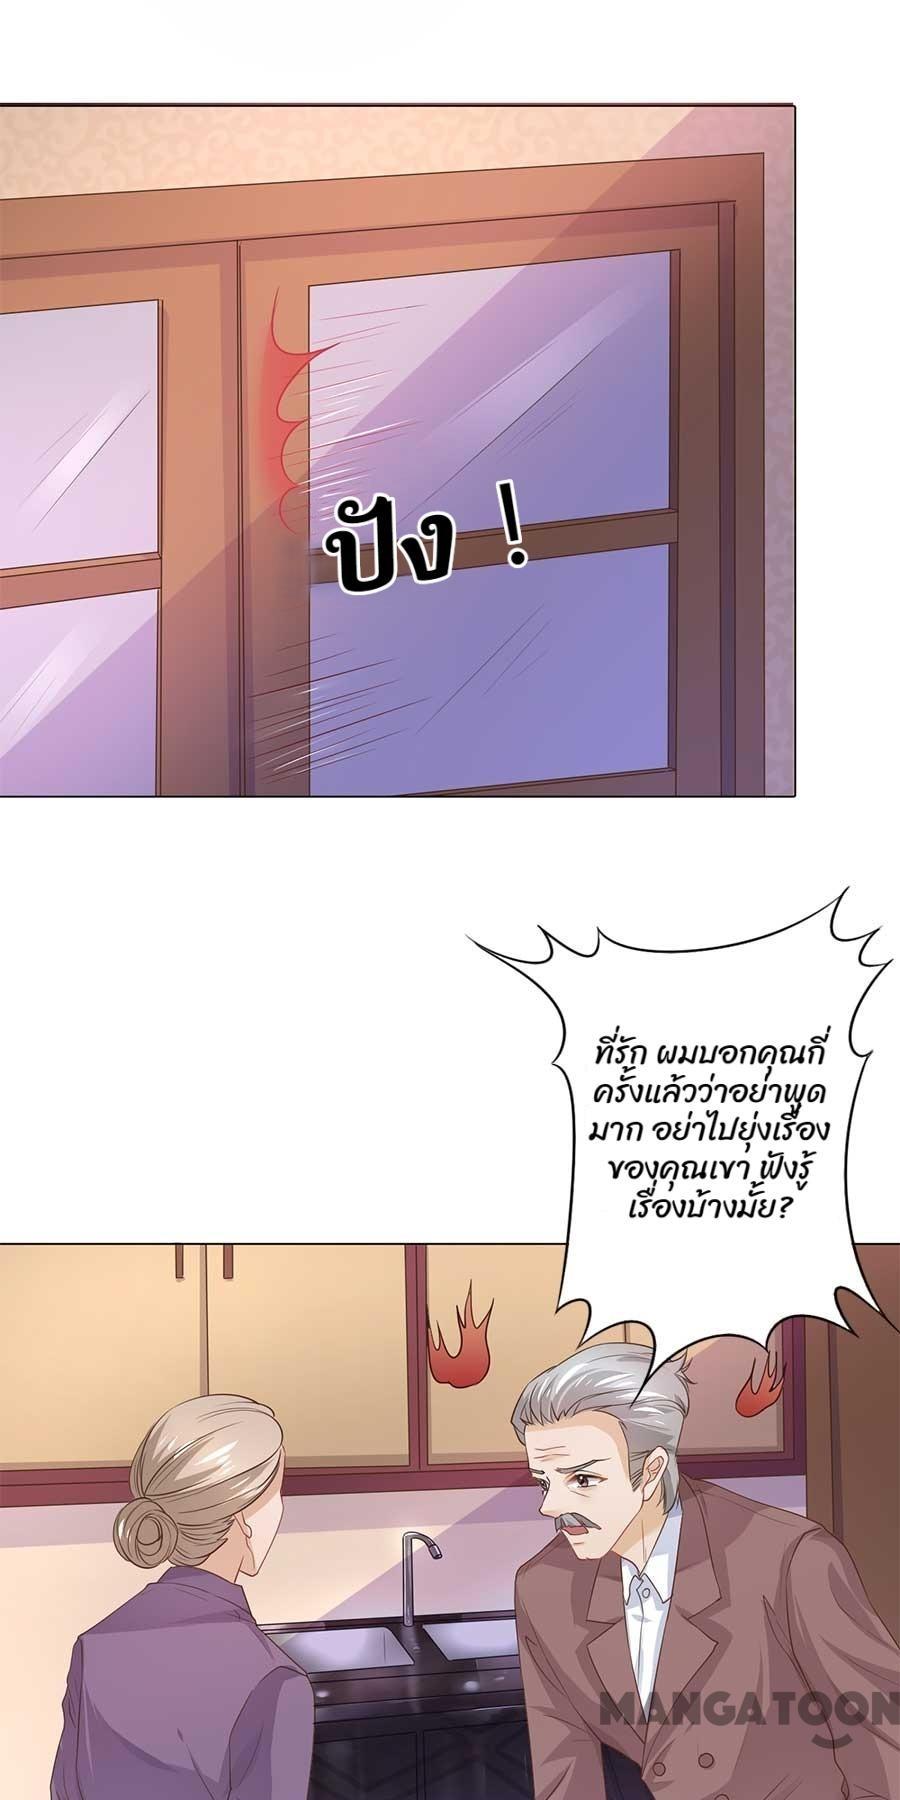 ปัง !
ที่รัก ผมบอกคุณกี่
ครั้งแล้วว่าอย่าพูด
มาก อย่าไปยุ่งเรื่อง
ของคุณเขา ฟังรู้
เรื่องบ้างมั้ย?
MANGATOON